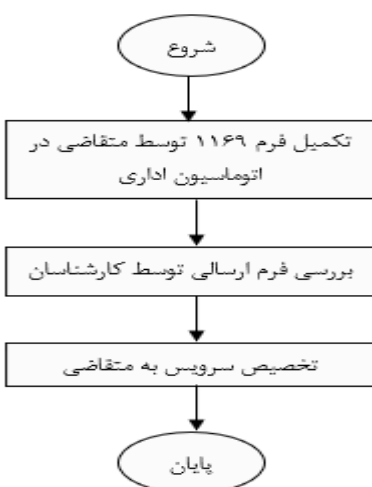 شروع
تکمیل فرم ۱۱۶۹ توسط متقاضی در
اتوماسیون اداری
بررسی فرم ارسالی توسط کارشناسان
تخصیص سرویس به متقاضی
پایان